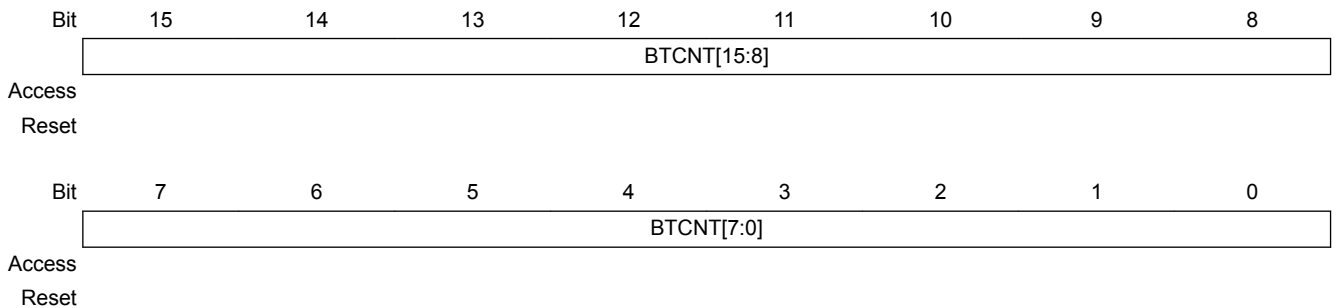 Bit 15 14 13 12 11 10 9 8
BTCNT[15:8]
Access
Reset
Bit 7 6 5 4 3 2 1 0
BTCNT[7:0]
Access
Reset